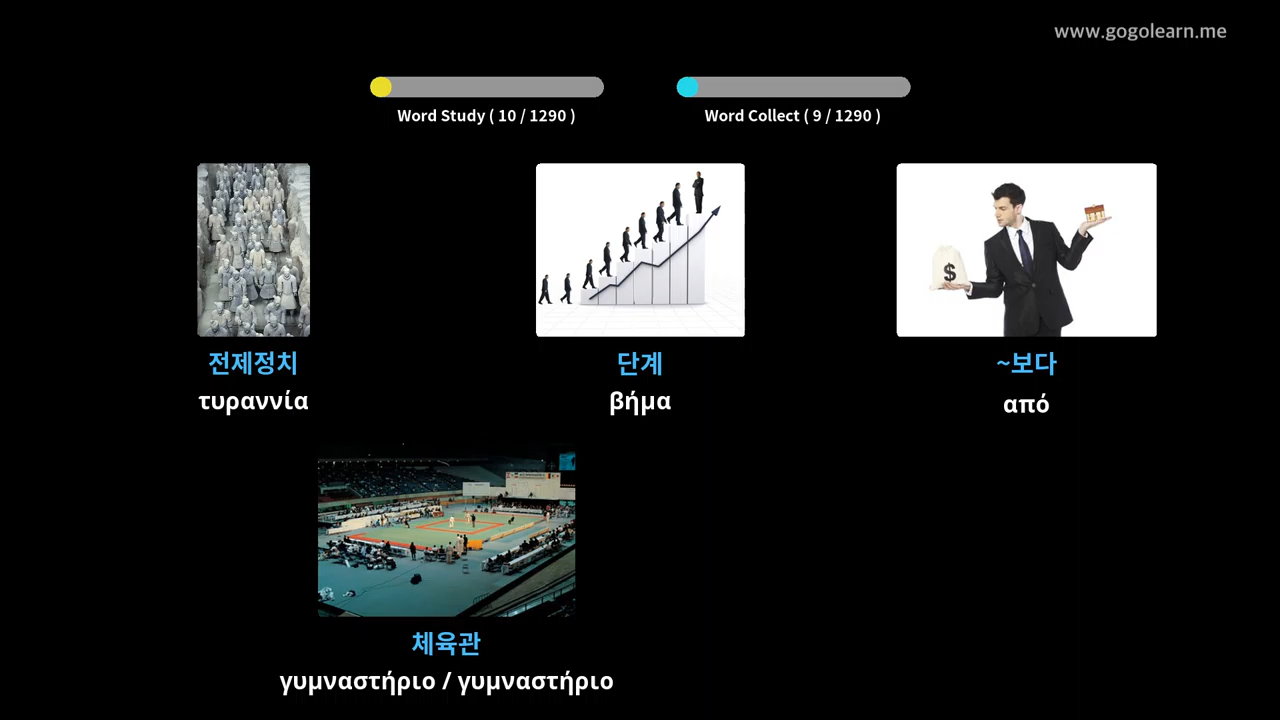 www.gogolearn.me
Word Study ( 10 / 1290 )
Word Collect ( 9 / 1290 )
전제정치
τυραννία
단계
βήμα
~보다
από
체육관
γυμναστήριο / γυμναστήριο